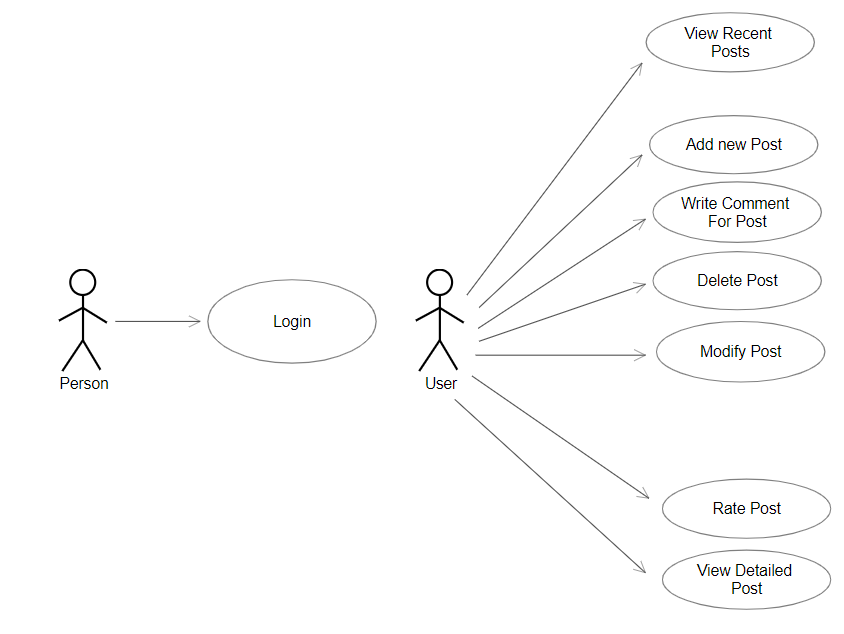 View Recent
Posts
Add new Post
Write Comment
For Post
Delete Post
Login
Modify Post
Person
User
Rate Post
View Detailed
Post